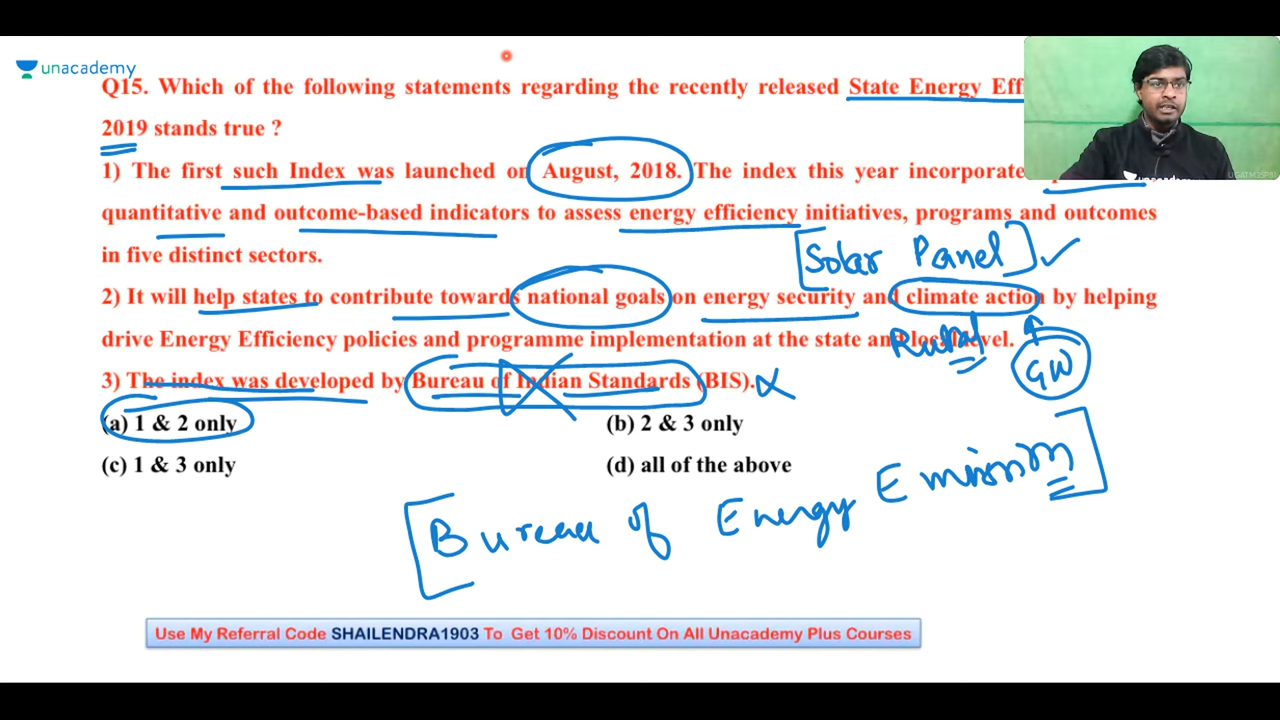 unacademy
Q15. Which of the following statements regarding the recently released State Energy Eff
2019 stands true ?
1) The first such Index was launched on August, 2018. The index this year incorporate
quantitative and outcome-based indicators to assess energy efficiency initiatives, programs and outcomes
in five distinct sectors.
[Solar Panel] ✓
2) It will help states to contribute towards national goals on energy security and climate action by helping
drive Energy Efficiency policies and programme implementation at the state and local level.
Rural
GW
3) The index was developed by Bureau of Indian Standards (BIS).
(a) 1 & 2 only (b) 2 & 3 only
(c) 1 & 3 only (d) all of the above
[Bureau of Energy Emission]
Use My Referral Code SHAILENDRA1903 To Get 10% Discount On All Unacademy Plus Courses
unacademy